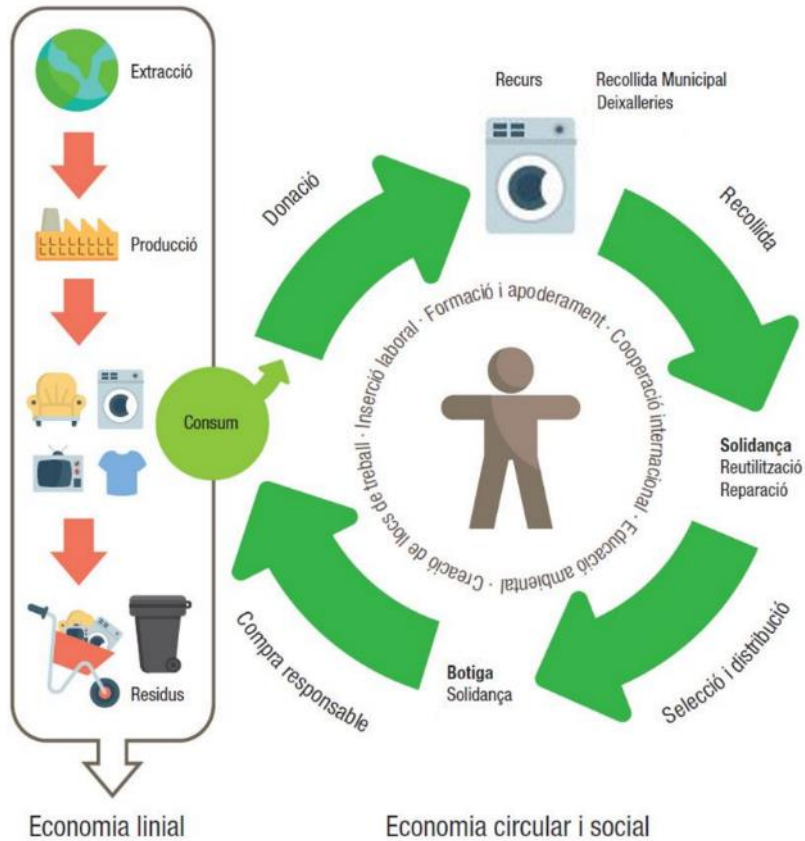 Extracció
Producció
Consum
Residus
Economia linial
Donació
Recurs
Recollida Municipal
Deixalleries
Recollida
Solidança
Reutilització
Reparació
Selecció i distribució
Botiga
Solidança
Compra responsable
Inserció laboral · Formació i apoderament · Cooperació internacional · Educació ambiental · Creació de llocs de treball ·
Economia circular i social